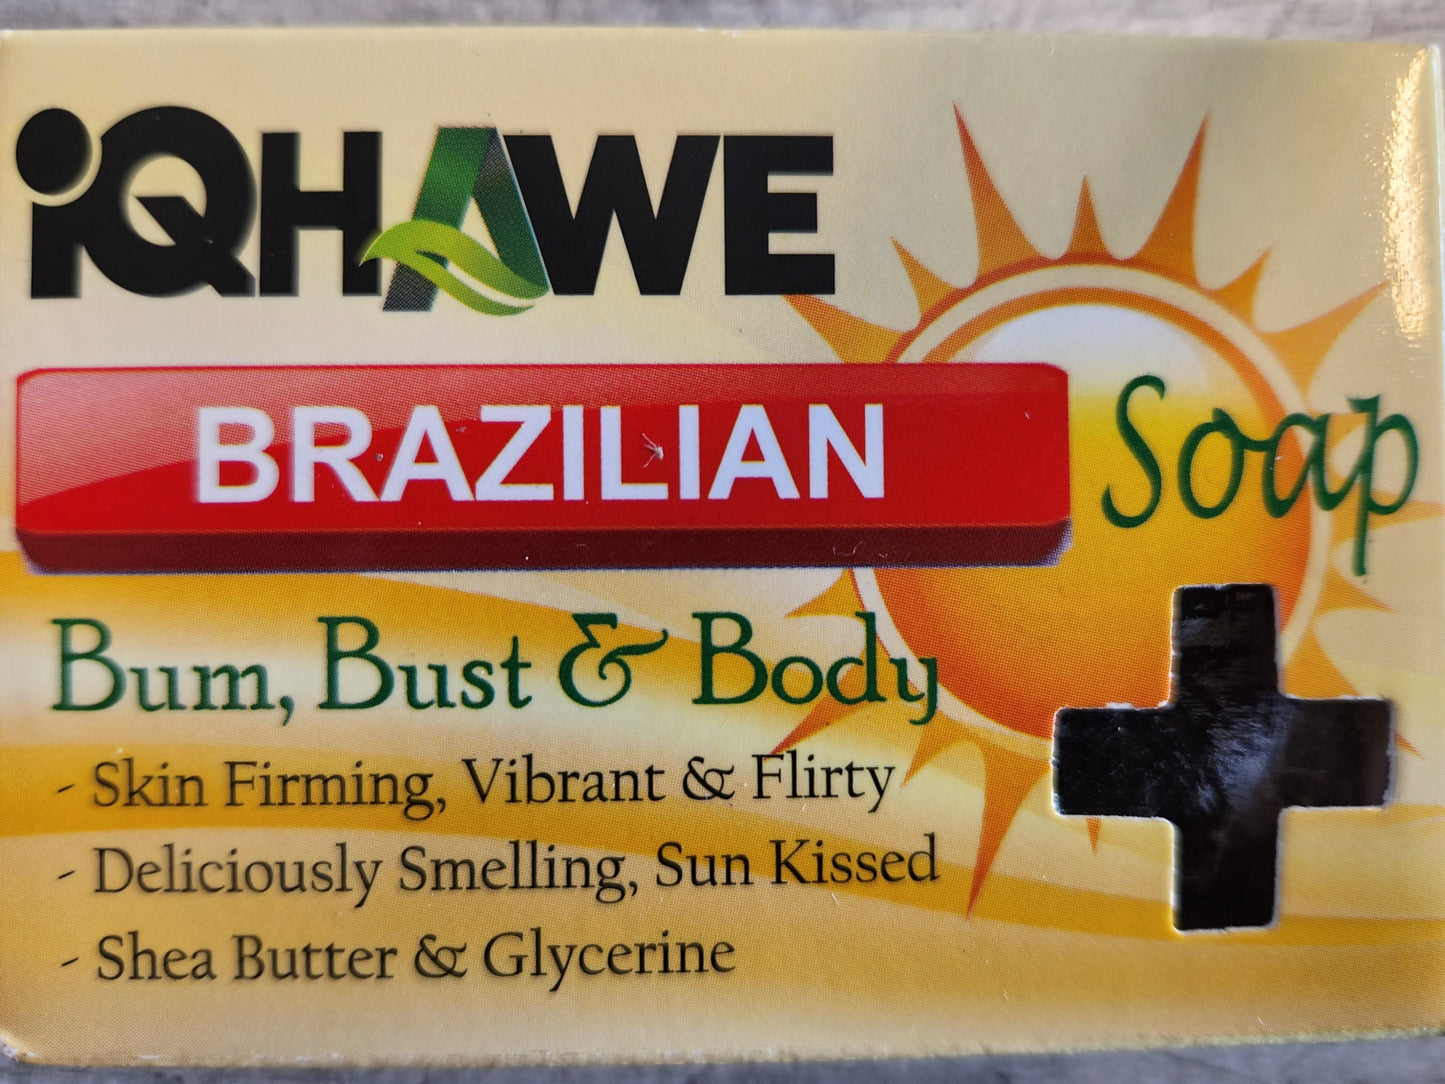 iQHAWE
BRAZILIAN Soap
Bum, Bust & Body
- Skin Firming, Vibrant & Flirty
- Deliciously Smelling, Sun Kissed
- Shea Butter & Glycerine